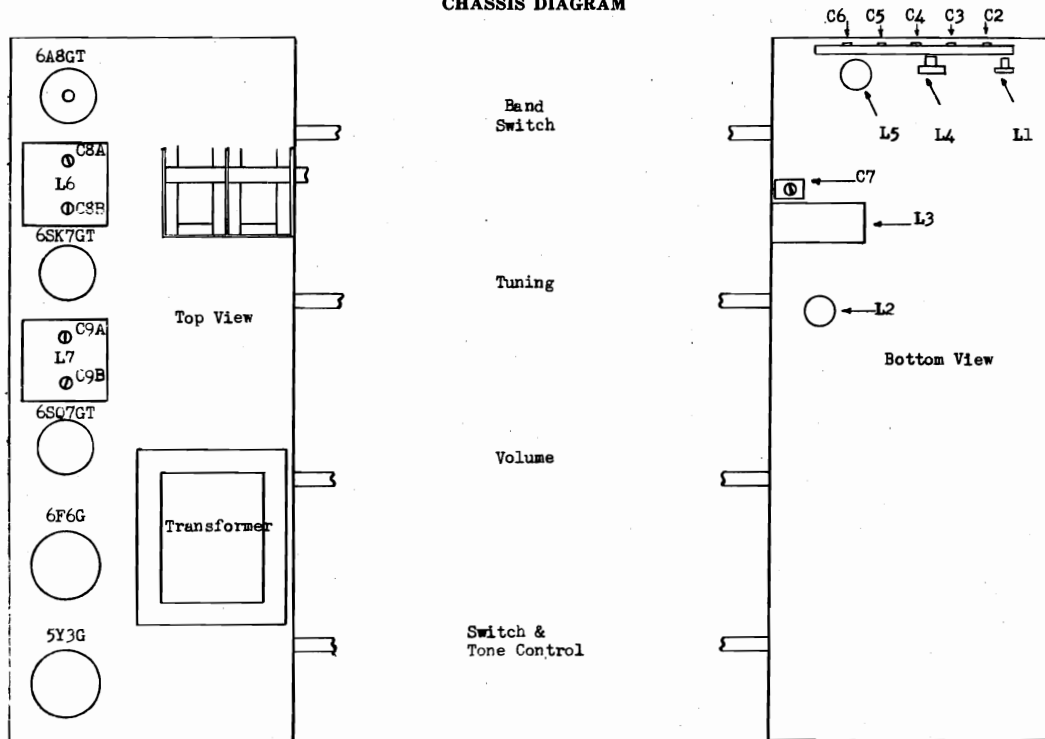 CHASSIS DIAGRAM
6A8GT
C8A
L6
C8B
6SK7GT
C9A
L7
C9B
6SQ7GT
6F6G
5Y3G
Top View
Transformer
Band
Switch
Tuning
Volume
Switch &
Tone Control
C6 C5 C4 C3 C2
L5 L4 L1
C7
L3
L2
Bottom View